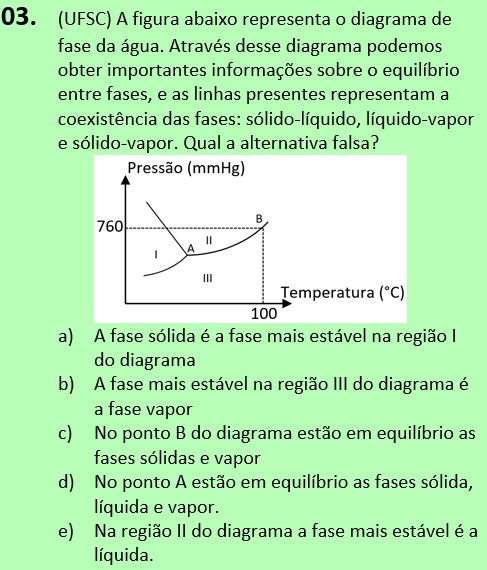 03. (UFSC) A figura abaixo representa o diagrama de
fase da água. Através desse diagrama podemos
obter importantes informações sobre o equilíbrio
entre fases, e as linhas presentes representam a
coexistência das fases: sólido-líquido, líquido-vapor
e sólido-vapor. Qual a alternativa falsa?
Pressão (mmHg)
760
B
II
I
A
III
Temperatura (°C)
100
a) A fase sólida é a fase mais estável na região I
do diagrama
b) A fase mais estável na região III do diagrama é
a fase vapor
c) No ponto B do diagrama estão em equilíbrio as
fases sólidas e vapor
d) No ponto A estão em equilíbrio as fases sólida,
líquida e vapor.
e) Na região II do diagrama a fase mais estável é a
líquida.